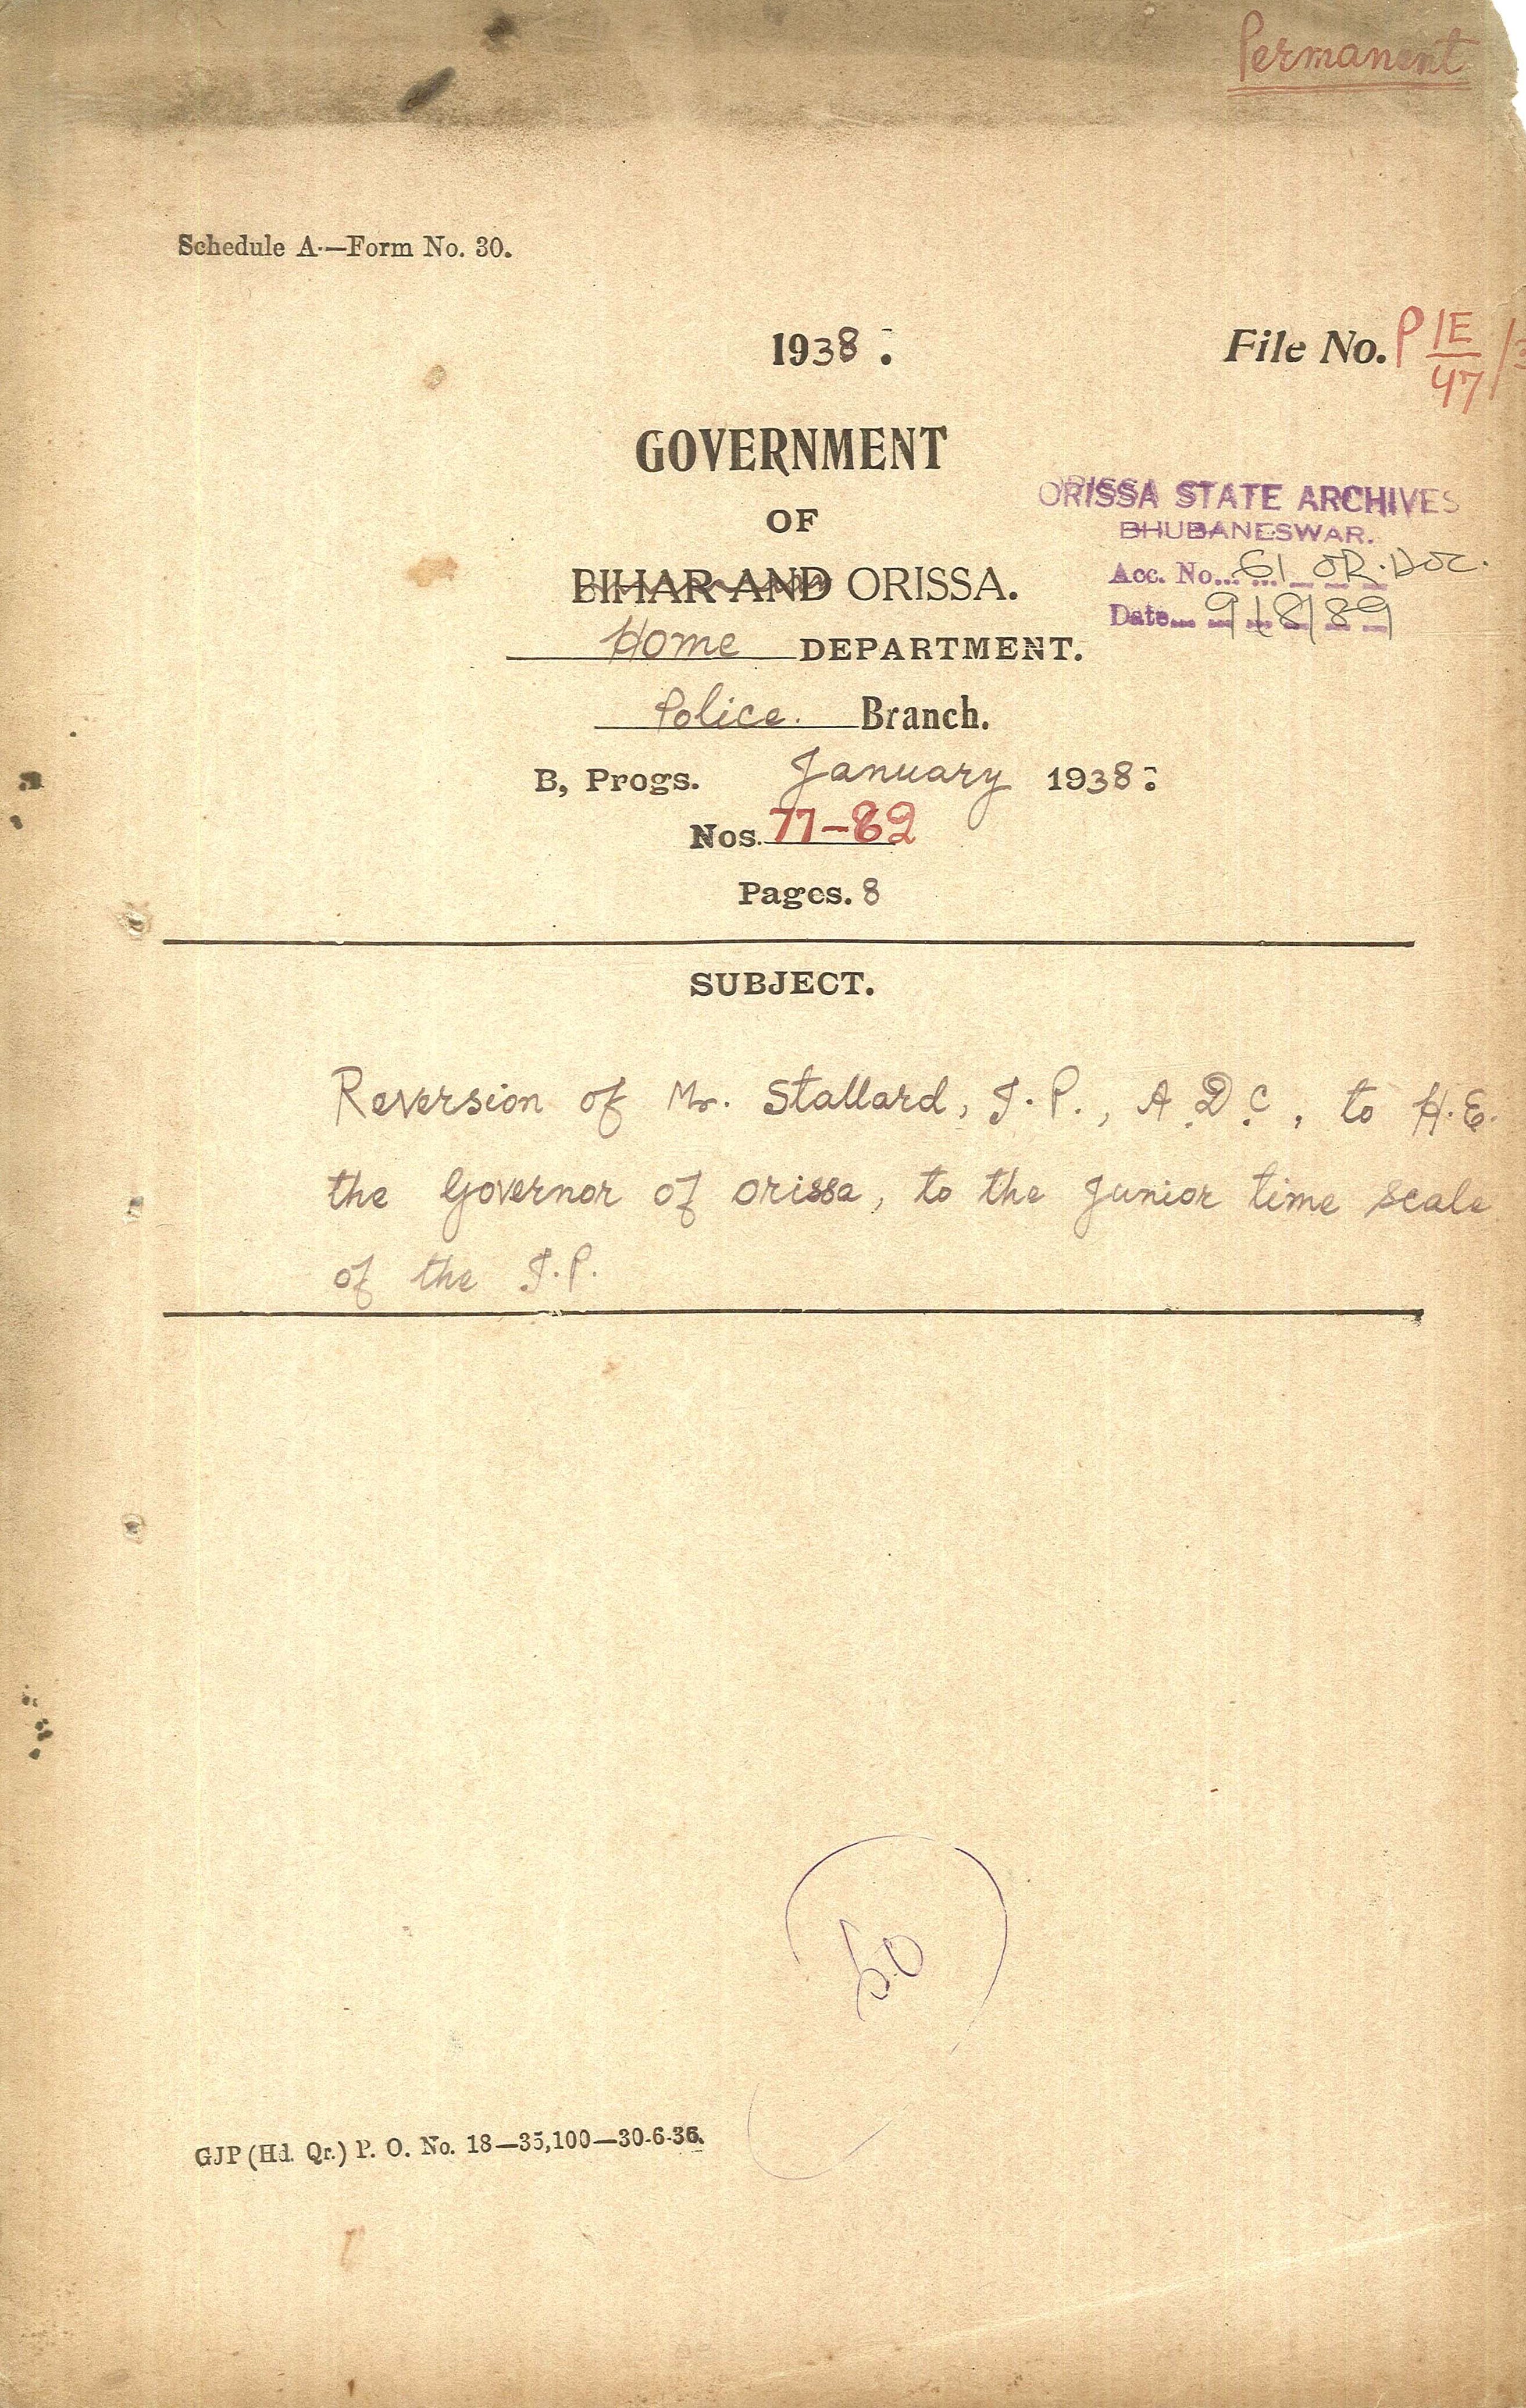 Permanent
Schedule A.—Form No. 30.
1938.
File No. P 1E/47 /3
GOVERNMENT
OF
ORISSA STATE ARCHIVES
BHUBANESWAR.
BIHAR AND ORISSA.
Acc. No... 61 OR.DOC.
Date... 9/8/89
Home DEPARTMENT.
Police. Branch.
B, Progs. January 1938.
Nos. 77-82
Pages. 8
SUBJECT.
Reversion of Mr. Stallard, I.P., A.D.C., to H.E.
the Governor of Orissa, to the junior time scale
of the I.P.
GJP (Hd. Qr.) P. O. No. 18—35,100—30-6-36.